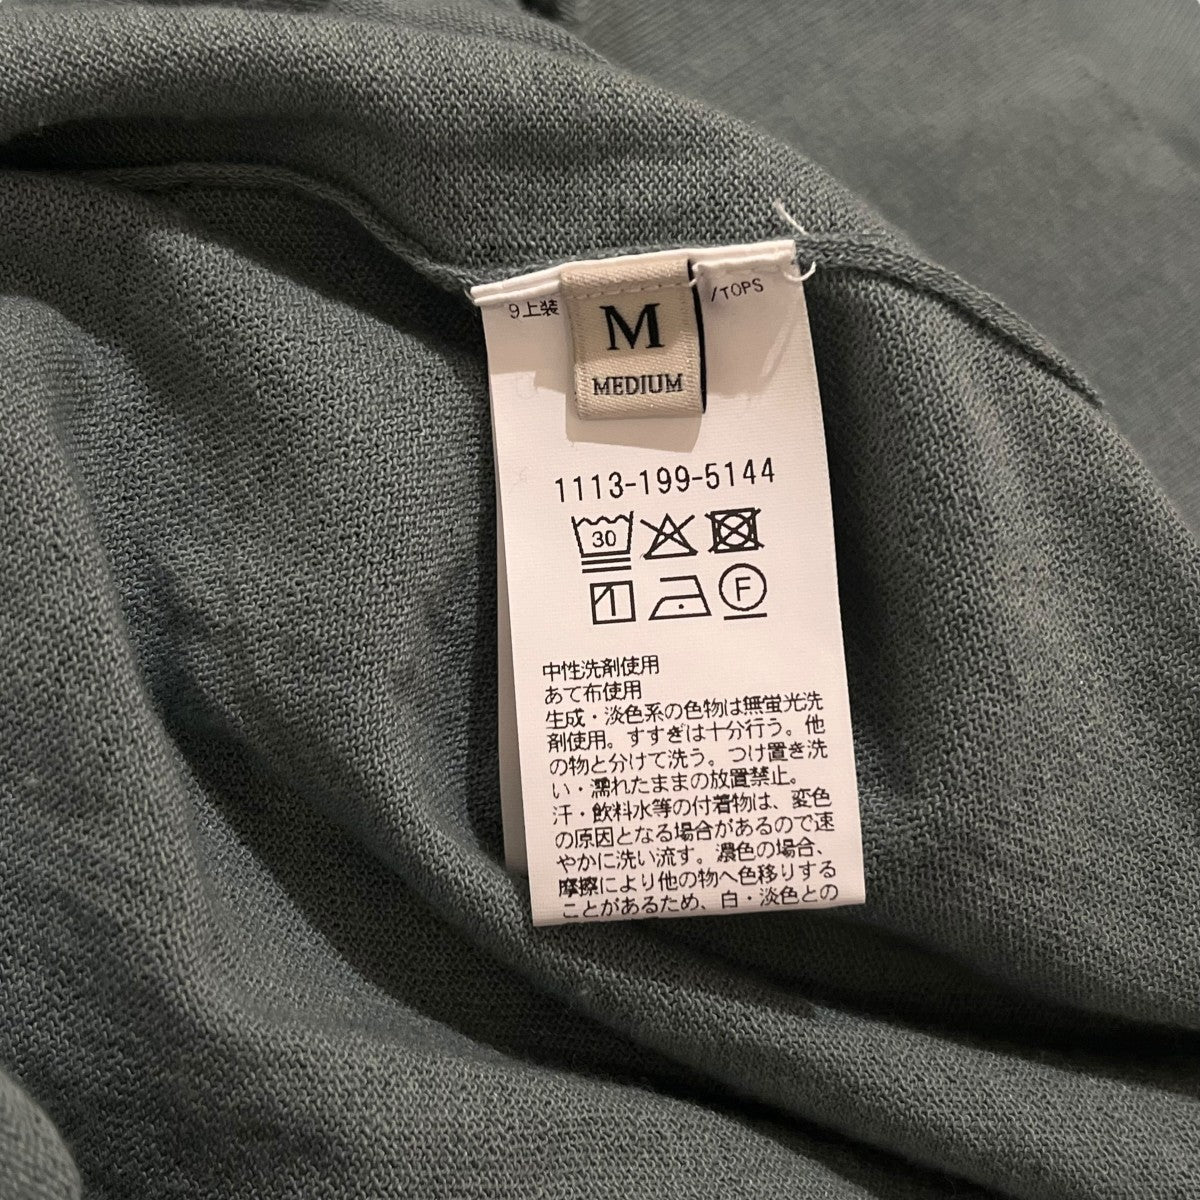 9上装
/TOPS
M
MEDIUM
1113-199-5144
30
F
中性洗剤使用
あて布使用
生成・淡色系の色物は無蛍光洗
剤使用。すすぎは十分行う。他
の物と分けて洗う。つけ置き洗
い・濡れたままの放置禁止。
汗・飲料水等の付着物は、変色
の原因となる場合があるので速
やかに洗い流す。濃色の場合、
摩擦により他の物へ色移りする
ことがあるため、白・淡色との